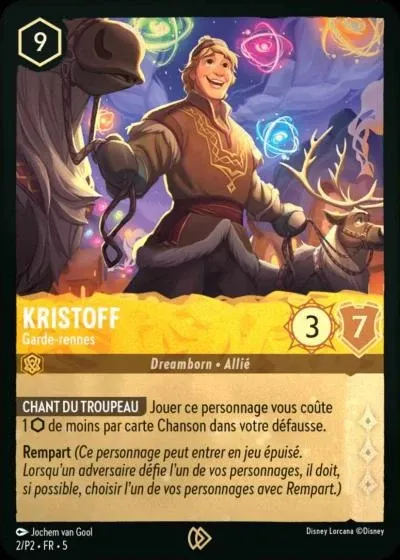 9
KRISTOFF
Garde-rennes
3
7
Dreamborn • Allié
CHANT DU TROUPEAU Jouer ce personnage vous coûte
1 de moins par carte Chanson dans votre défausse.
Rempart (Ce personnage peut entrer en jeu épuisé.
Lorsqu'un adversaire défie l'un de vos personnages, il doit,
si possible, choisir l'un de vos personnages avec Rempart.)
Jochem van Gool
Disney Lorcana ©Disney
2/P2 • FR • 5